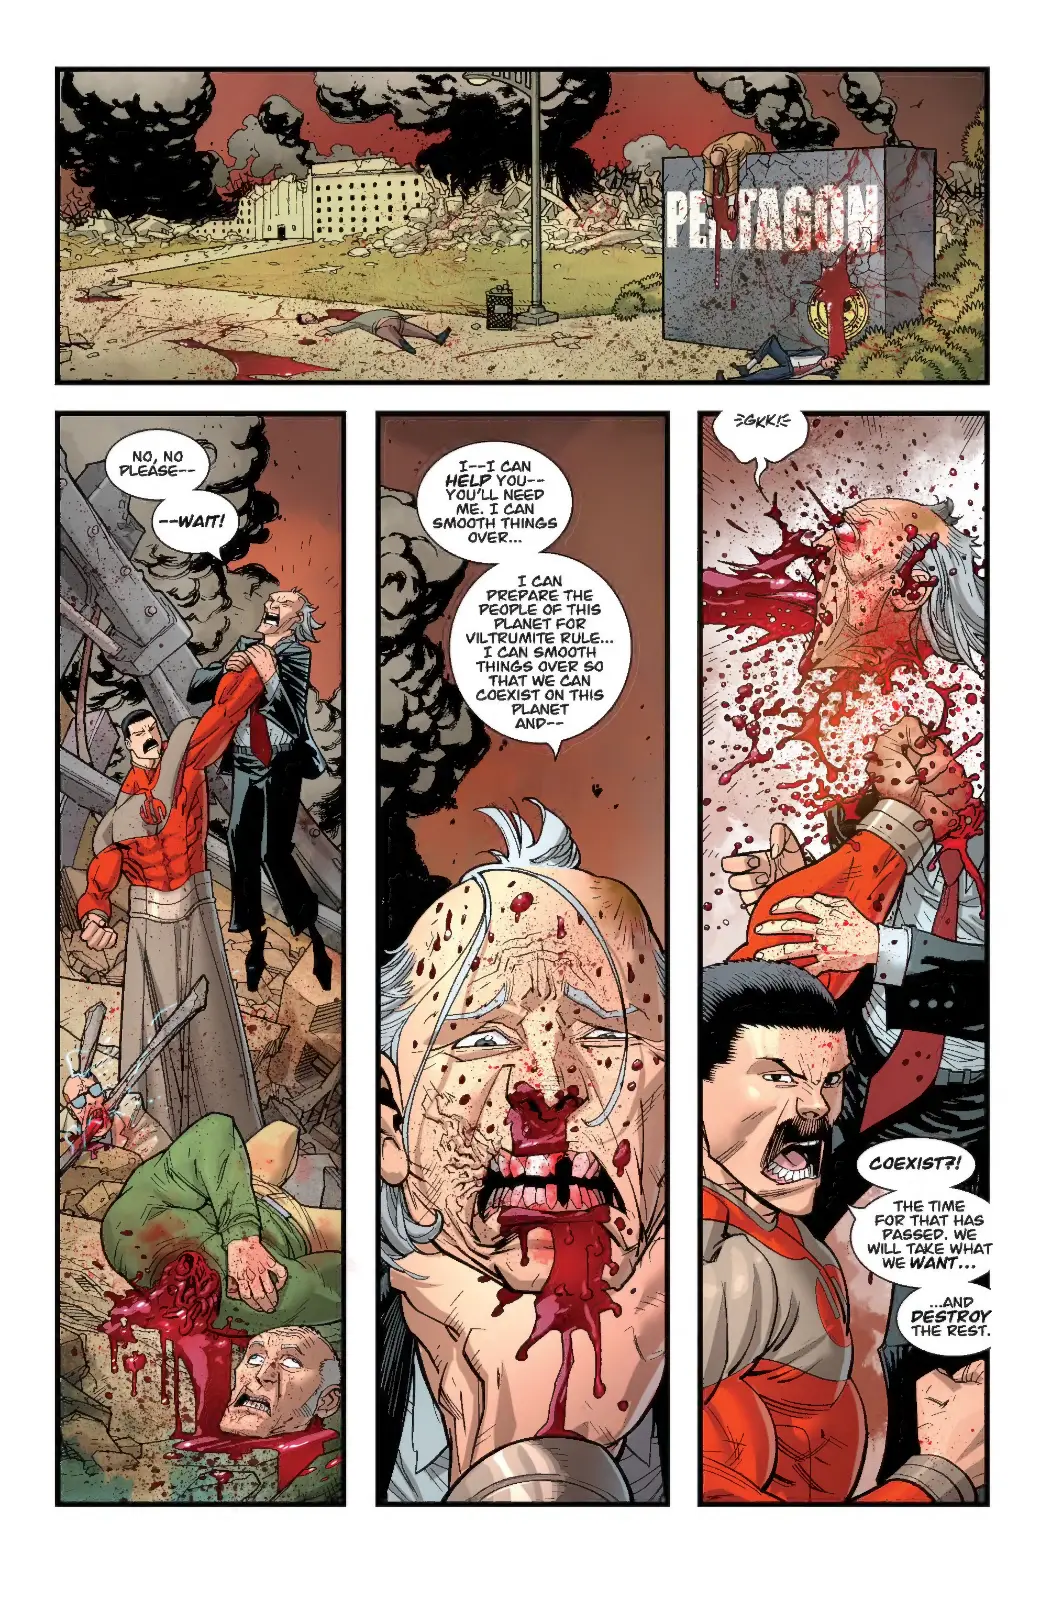 PENTAGON
NO, NO
PLEASE--
--WAIT!
I--I CAN
HELP YOU--
YOU'LL NEED
ME. I CAN
SMOOTH THINGS
OVER...
I CAN
PREPARE THE
PEOPLE OF THIS
PLANET FOR
VILTRUMITE RULE...
I CAN SMOOTH
THINGS OVER SO
THAT WE CAN
COEXIST ON THIS
PLANET
AND--
GKK!
COEXIST?!
THE TIME
FOR THAT HAS
PASSED. WE
WILL TAKE WHAT
WE WANT...
...AND
DESTROY
THE REST.